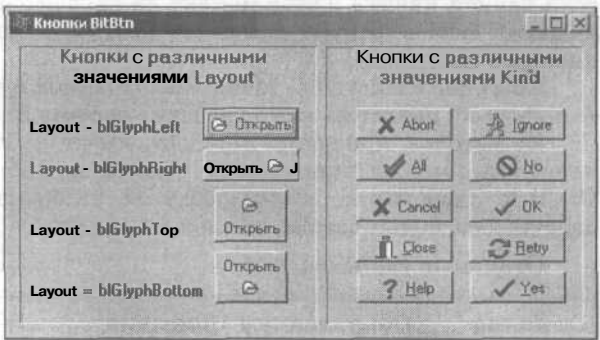 Кнопки BitBtn
Кнопки с различными
значениями Layout
Layout - blGlyphLeft
Открыть
Layout - blGlyphRight
Открыть J
Layout - blGlyphTop
Открыть
Layout = blGlyphBottom
Открыть
Кнопки с различными
значениями Kind
Abort
Ignore
All
No
Cancel
OK
Close
Retry
Help
Yes